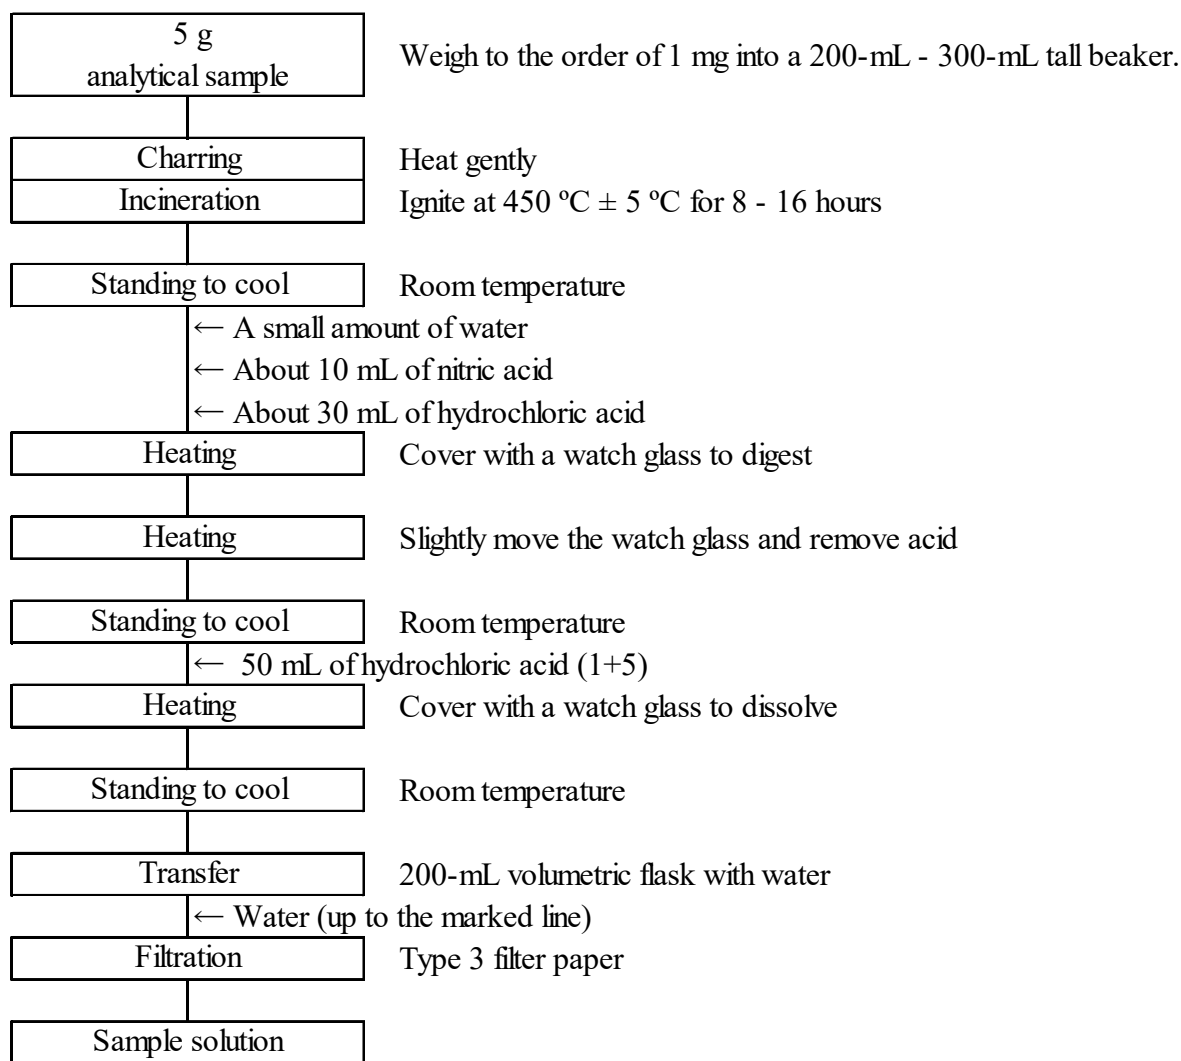 5 g
analytical sample
Weigh to the order of 1 mg into a 200-mL - 300-mL tall beaker.
Charring
Heat gently
Incineration
Ignite at 450 ºC ± 5 ºC for 8 - 16 hours
Standing to cool
Room temperature
← A small amount of water
← About 10 mL of nitric acid
← About 30 mL of hydrochloric acid
Heating
Cover with a watch glass to digest
Heating
Slightly move the watch glass and remove acid
Standing to cool
Room temperature
← 50 mL of hydrochloric acid (1+5)
Heating
Cover with a watch glass to dissolve
Standing to cool
Room temperature
Transfer
200-mL volumetric flask with water
← Water (up to the marked line)
Filtration
Type 3 filter paper
Sample solution